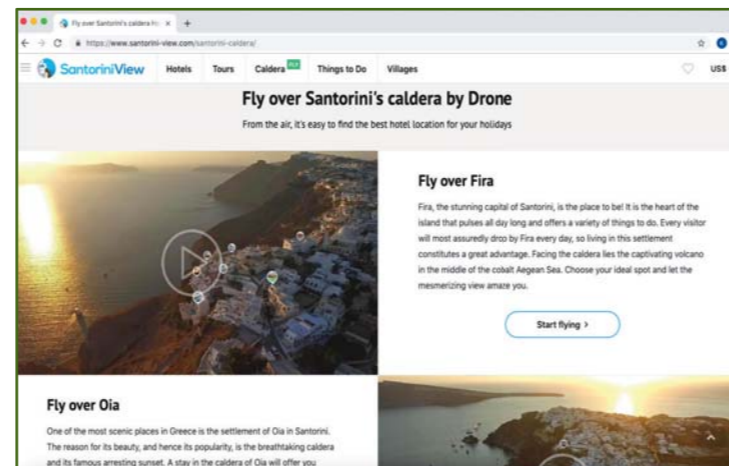 Fly over Santorini's caldera by
https://www.santorini-view.com/santorini-caldera/
SantoriniView
Hotels
Tours
Caldera
Things to Do
Villages
US$
Fly over Santorini's caldera by Drone
From the air, it's easy to find the best hotel location for your holidays
Fly over Fira
Fira, the stunning capital of Santorini, is the place to be! It is the heart of the
island that pulses all day long and offers a variety of things to do. Every visitor
will most assuredly drop by Fira every day, so living in this settlement
constitutes a great advantage. Facing the caldera lies the captivating volcano
in the middle of the cobalt Aegean Sea. Choose your ideal spot and let the
mesmerizing view amaze you.
Start flying >
Fly over Oia
One of the most scenic places in Greece is the settlement of Oia in Santorini.
The reason for its beauty, and hence its popularity, is the breathtaking caldera
and its famous arresting sunset. A stay in the caldera of Oia will offer you